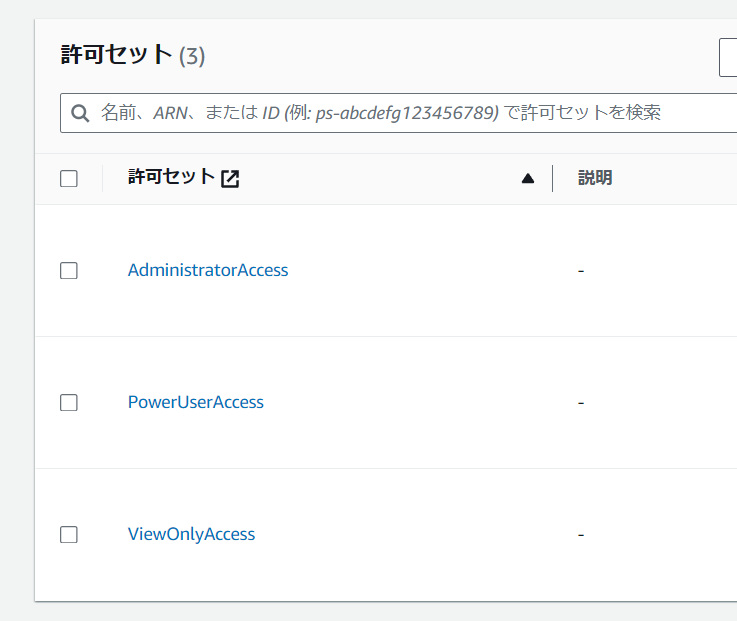 許可セット (3)
名前、ARN、または ID (例: ps-abcdefg123456789) で許可セットを検索
許可セット 説明
AdministratorAccess -
PowerUserAccess -
ViewOnlyAccess -